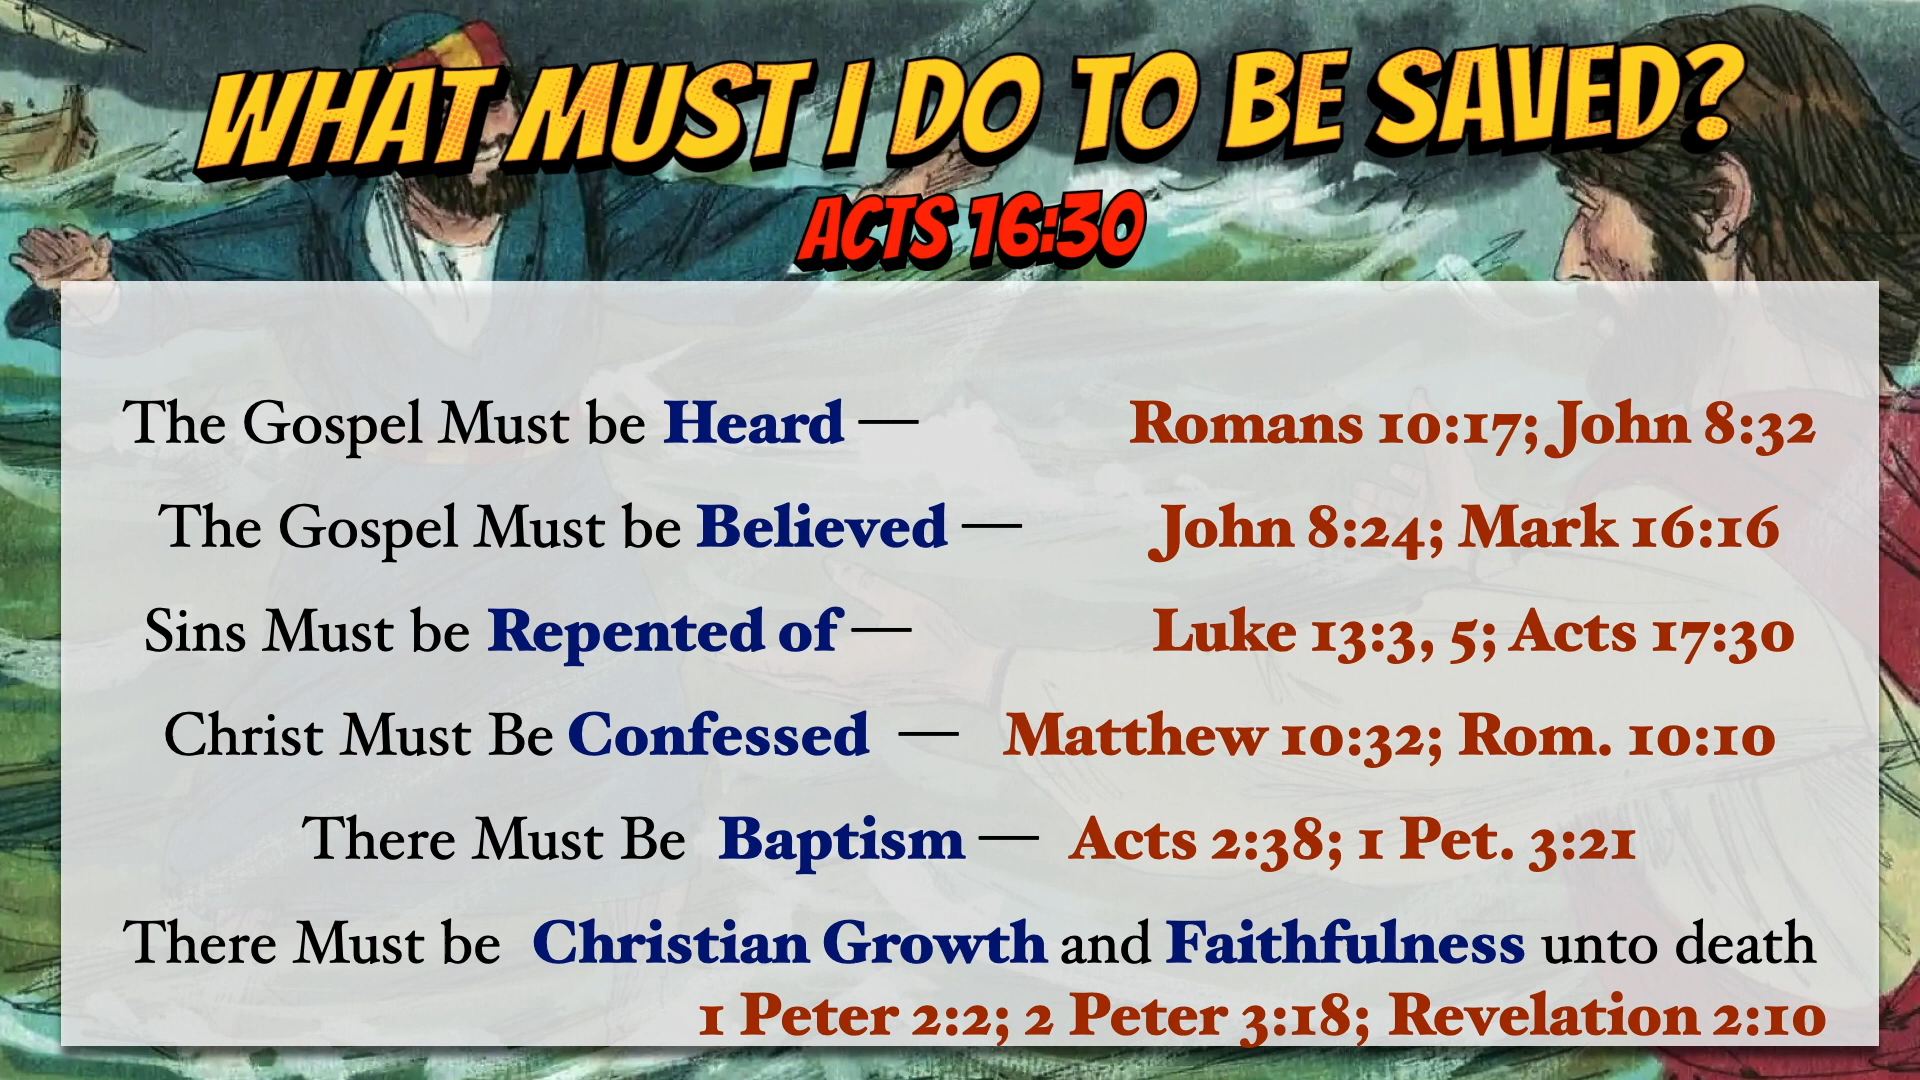 WHAT MUST I DO TO BE SAVED?
ACTS 16:30
The Gospel Must be Heard — Romans 10:17; John 8:32
The Gospel Must be Believed — John 8:24; Mark 16:16
Sins Must be Repented of — Luke 13:3, 5; Acts 17:30
Christ Must Be Confessed — Matthew 10:32; Rom. 10:10
There Must Be Baptism — Acts 2:38; 1 Pet. 3:21
There Must be Christian Growth and Faithfulness unto death
1 Peter 2:2; 2 Peter 3:18; Revelation 2:10